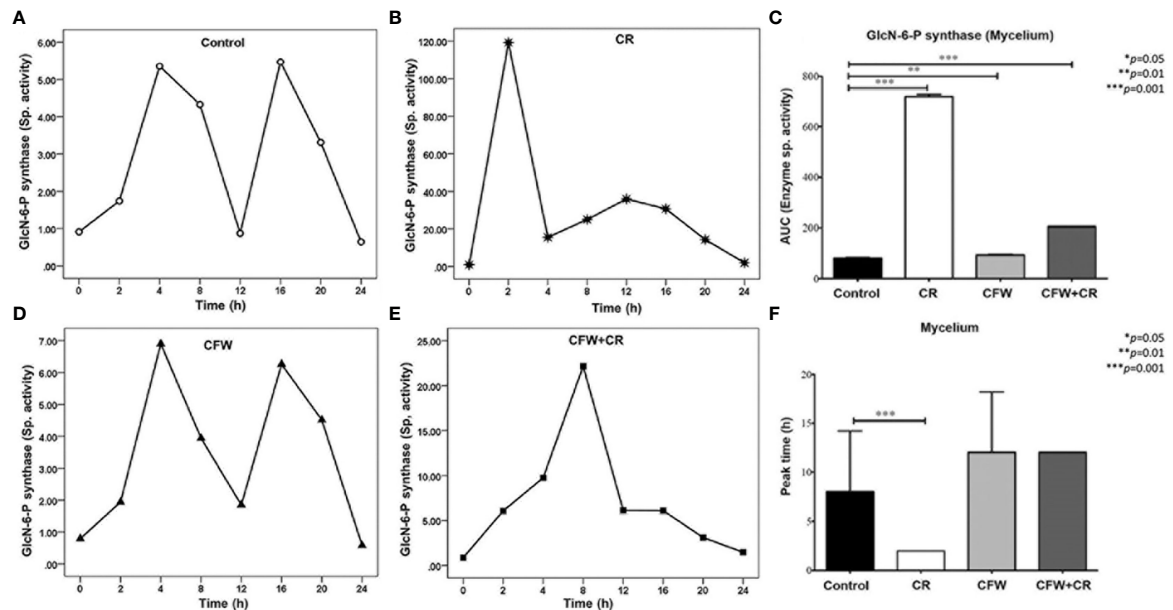 A
Control
GlcN-6-P synthase (Sp. activity)
6.00
5.00
4.00
3.00
2.00
1.00
.00
0 2 4 8 12 16 20 24
Time (h)
B
CR
GlcN-6-P synthase (Sp. activity)
120.00
100.00
80.00
60.00
40.00
20.00
.00
0 2 4 8 12 16 20 24
Time (h)
C
GlcN-6-P synthase (Mycelium)
*p=0.05
**p=0.01
***p=0.001
***
**
***
AUC (Enzyme sp. activity)
800
600
400
200
0
Control CR CFW CFW+CR
D
CFW
GlcN-6-P synthase (Sp. activity)
7.00
6.00
5.00
4.00
3.00
2.00
1.00
.00
0 2 4 8 12 16 20 24
Time (h)
E
CFW+CR
GlcN-6-P synthase (Sp, activity)
25.00
20.00
15.00
10.00
5.00
.00
0 2 4 8 12 16 20 24
Time (h)
F
Mycelium
*p=0.05
**p=0.01
***p=0.001
***
Peak time (h)
20
15
10
5
0
Control CR CFW CFW+CR